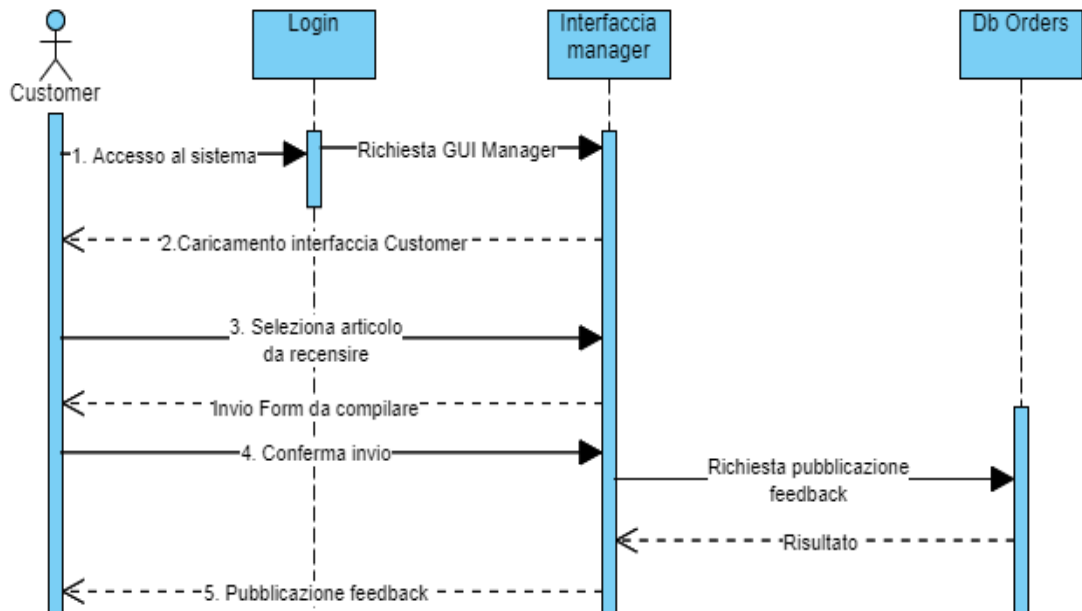 Login
Interfaccia
manager
Db Orders
Customer
1. Accesso al sistema
Richiesta GUI Manager
2.Caricamento interfaccia Customer
3. Seleziona articolo
da recensire
Invio Form da compilare
4. Conferma invio
Richiesta pubblicazione
feedback
Risultato
5. Pubblicazione feedback